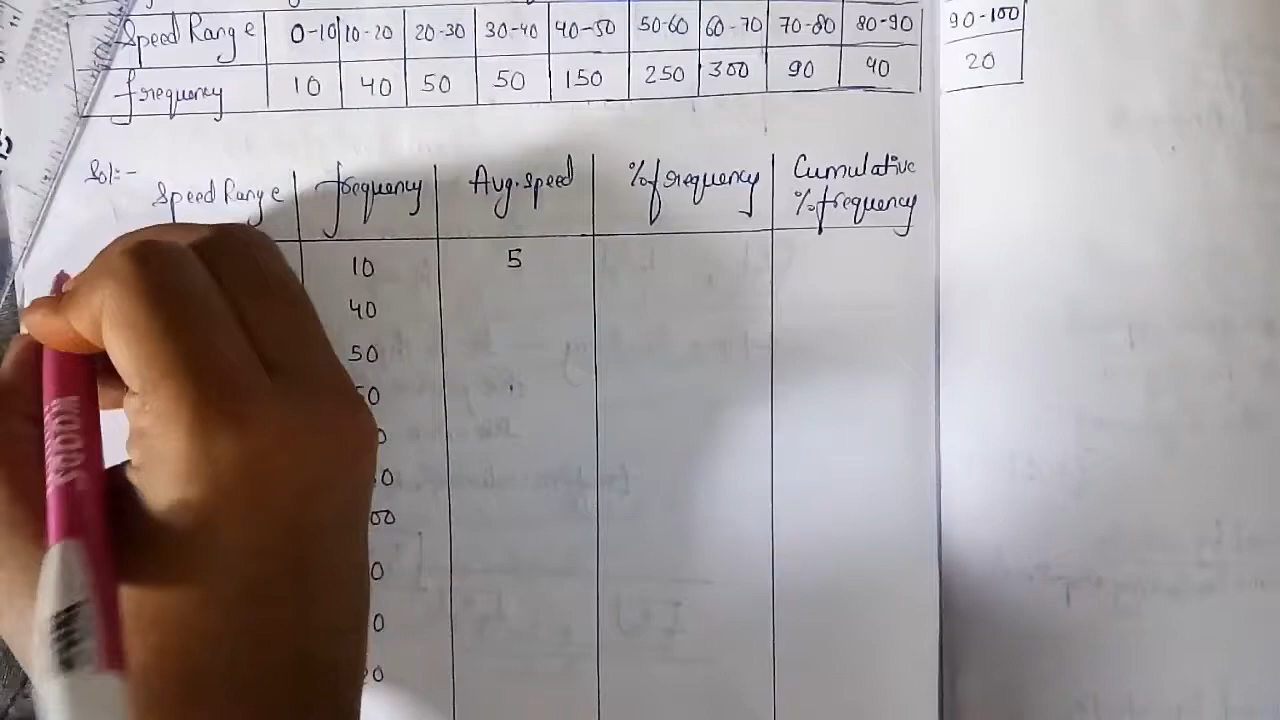 Speed Range 0-10 10-20 20-30 30-40 40-50 50-60 60-70 70-80 80-90 90-100
frequency 10 40 50 50 150 250 300 90 40 20
Sol:-
Speed Range frequency Avg. speed % frequency Cumulative % frequency
10 5
40
50